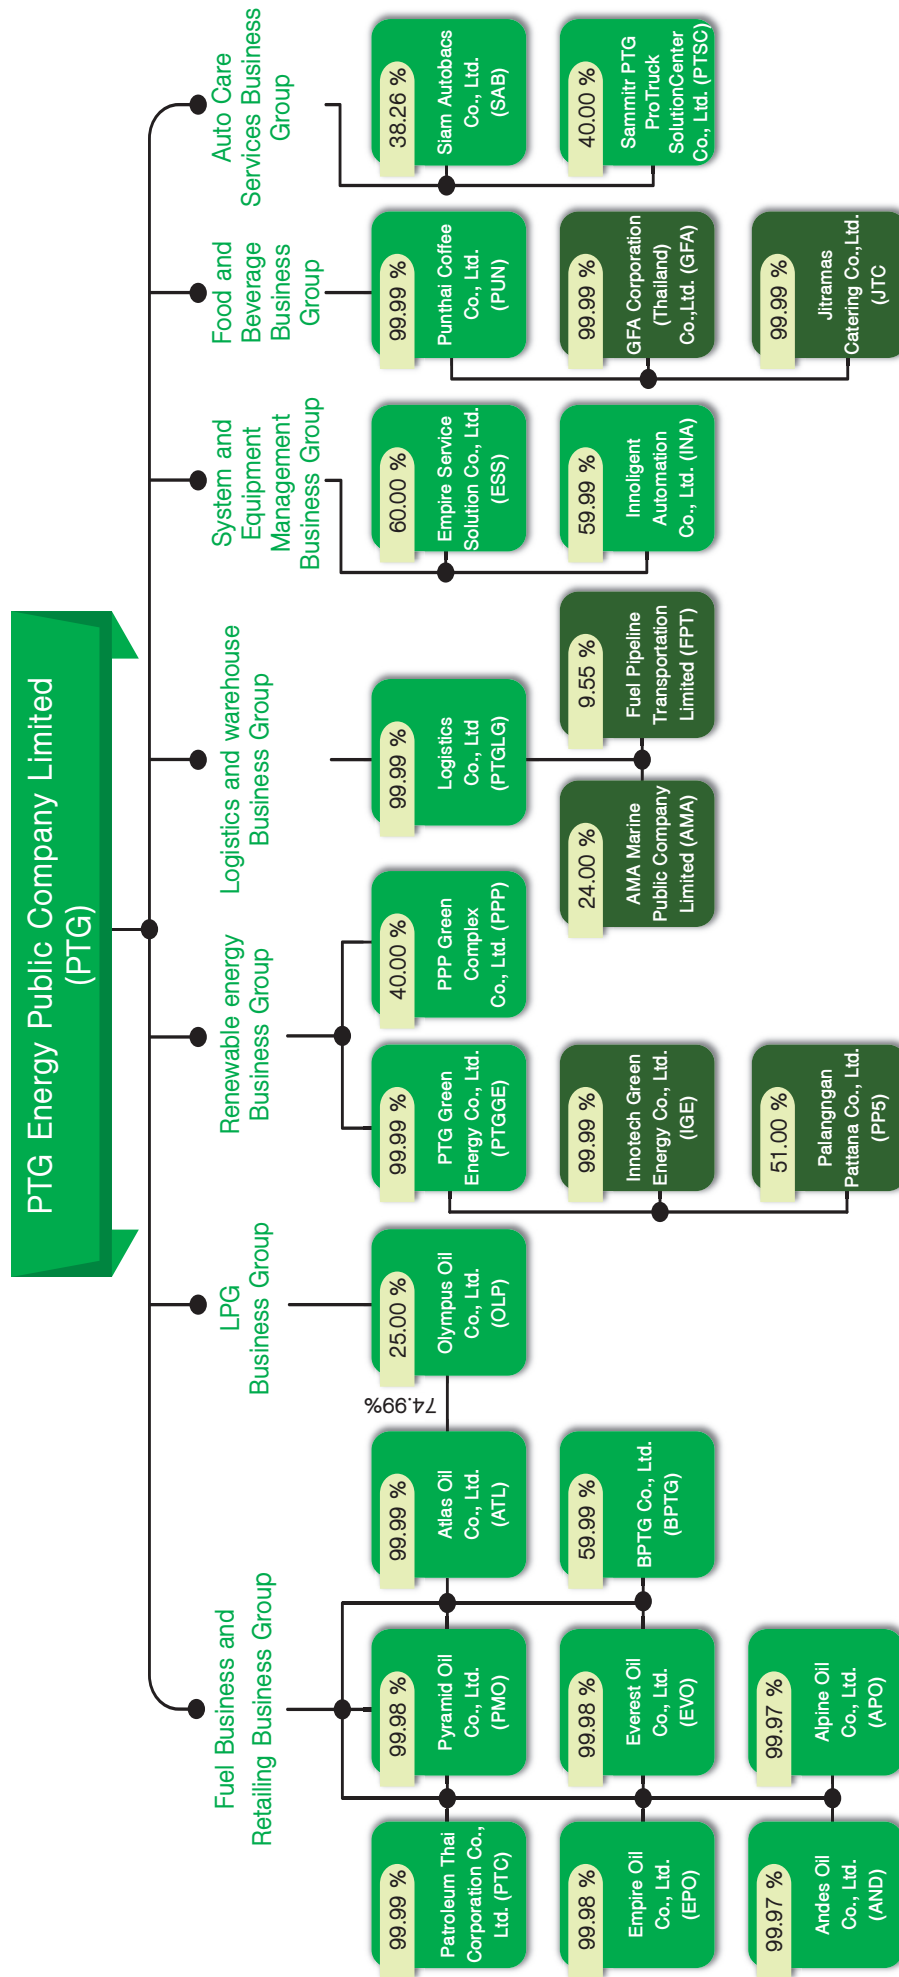 PTG Energy Public Company Limited
(PTG)
Fuel Business and
Retailing Business Group
99.99 %
Patroleum Thai
Corporation Co.,
Ltd. (PTC)
99.98 %
Pyramid Oil
Co., Ltd.
(PMO)
99.99 %
Atlas Oil
Co., Ltd.
(ATL)
74.99%
99.98 %
Empire Oil
Co., Ltd.
(EPO)
99.98 %
Everest Oil
Co., Ltd.
(EVO)
59.99 %
BPTG Co., Ltd.
(BPTG)
99.97 %
Andes Oil
Co., Ltd.
(AND)
99.97 %
Alpine Oil
Co., Ltd.
(APO)
LPG
Business Group
25.00 %
Olympus Oil
Co., Ltd.
(OLP)
Renewable energy
Business Group
99.99 %
PTG Green
Energy Co., Ltd.
(PTGGE)
40.00 %
PPP Green
Complex
Co., Ltd. (PPP)
99.99 %
Innotech Green
Energy Co., Ltd.
(IGE)
51.00 %
Palangngan
Pattana Co., Ltd.
(PP5)
Logistics and warehouse
Business Group
99.99 %
Logistics
Co., Ltd
(PTGLG)
24.00 %
AMA Marine
Public Company
Limited (AMA)
9.55 %
Fuel Pipeline
Transportation
Limited (FPT)
System and
Equipment
Management
Business Group
60.00 %
Empire Service
Solution Co., Ltd.
(ESS)
59.99 %
Innoligent
Automation
Co., Ltd. (INA)
Food and
Beverage
Business
Group
99.99 %
Punthai Coffee
Co., Ltd.
(PUN)
99.99 %
GFA Corporation
(Thailand)
Co.,Ltd. (GFA)
99.99 %
Jitramas
Catering Co.,Ltd.
(JTC
Auto Care
Services Business
Group
38.26 %
Siam Autobacs
Co., Ltd.
(SAB)
40.00 %
Sammitr PTG
ProTruck
SolutionCenter
Co., Ltd. (PTSC)